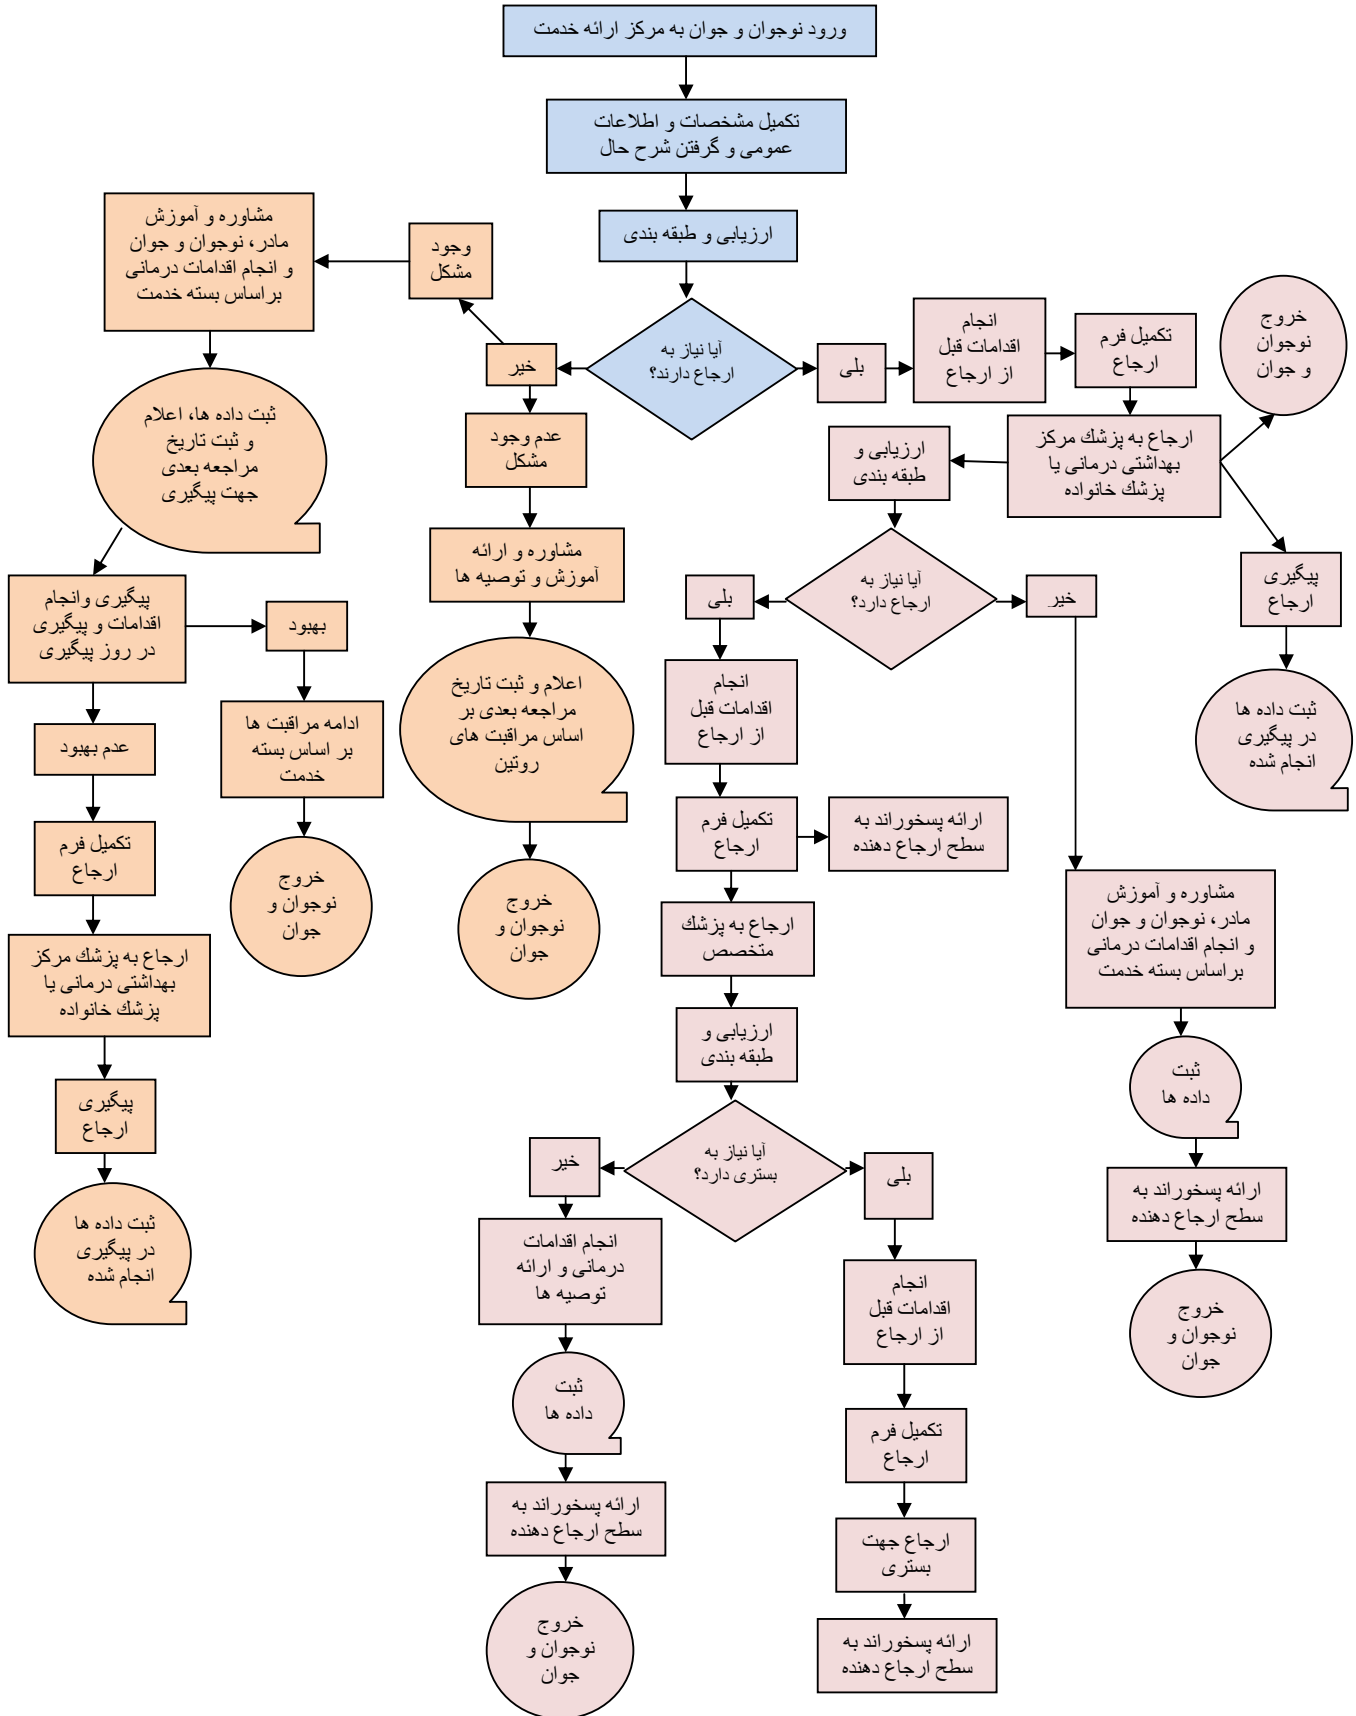 ورود نوجوان و جوان به مرکز ارائه خدمت
تکمیل مشخصات و اطلاعات
عمومی و گرفتن شرح حال
ارزیابی و طبقه بندی
آیا نیاز به
ارجاع دارند؟
خیر
وجود
مشکل
مشاوره و آموزش
مادر، نوجوان و جوان
و انجام اقدامات درمانی
براساس بسته خدمت
ثبت داده ها، اعلام
و ثبت تاریخ
مراجعه بعدی
جهت پیگیری
پیگیری وانجام
اقدامات و پیگیری
در روز پیگیری
بهبود
ادامه مراقبت ها
بر اساس بسته
خدمت
خروج
نوجوان و
جوان
عدم بهبود
تکمیل فرم
ارجاع
ارجاع به پزشك مرکز
بهداشتی درمانی یا
پزشك خانواده
پیگیری
ارجاع
ثبت داده ها
در پیگیری
انجام شده
عدم وجود
مشکل
مشاوره و ارائه
آموزش و توصیه ها
اعلام و ثبت تاریخ
مراجعه بعدی بر
اساس مراقبت های
روتین
خروج
نوجوان و
جوان
بلی
انجام
اقدامات قبل
از ارجاع
تکمیل فرم
ارجاع
ارجاع به پزشك مرکز
بهداشتی درمانی یا
پزشك خانواده
خروج
نوجوان
و جوان
پیگیری
ارجاع
ثبت داده ها
در پیگیری
انجام شده
ارزیابی و
طبقه بندی
آیا نیاز به
ارجاع دارد؟
خیر
مشاوره و آموزش
مادر، نوجوان و جوان
و انجام اقدامات درمانی
براساس بسته خدمت
ثبت
داده ها
ارائه پسخوراند به
سطح ارجاع دهنده
خروج
نوجوان و
جوان
بلی
انجام
اقدامات قبل
از ارجاع
تکمیل فرم
ارجاع
ارائه پسخوراند به
سطح ارجاع دهنده
ارجاع به پزشك
متخصص
ارزیابی و
طبقه بندی
آیا نیاز به
بستری دارد؟
خیر
انجام اقدامات
درمانی و ارائه
توصیه ها
ثبت
داده ها
ارائه پسخوراند به
سطح ارجاع دهنده
خروج
نوجوان و
جوان
بلی
انجام
اقدامات قبل
از ارجاع
تکمیل فرم
ارجاع
ارجاع جهت
بستری
ارائه پسخوراند به
سطح ارجاع دهنده